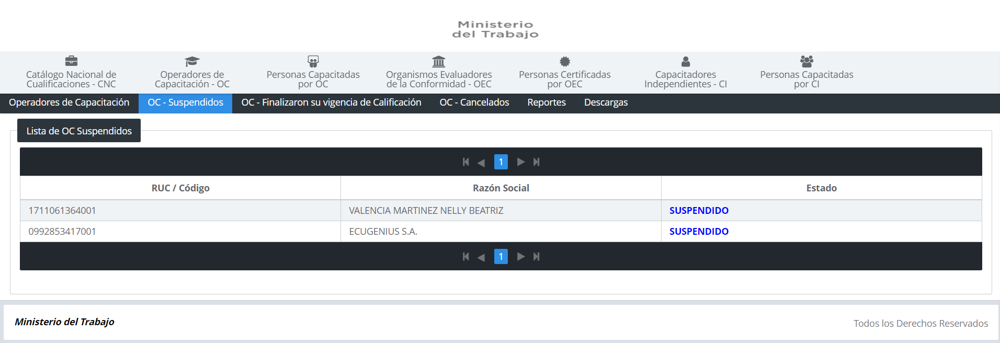 Ministerio
del Trabajo
Catálogo Nacional de
Cualificaciones - CNC
Operadores de
Capacitación - OC
Personas Capacitadas
por OC
Organismos Evaluadores
de la Conformidad - OEC
Personas Certificadas
por OEC
Capacitadores
Independientes - CI
Personas Capacitadas
por CI
Operadores de Capacitación OC - Suspendidos OC - Finalizaron su vigencia de Calificación OC - Cancelados Reportes Descargas
Lista de OC Suspendidos
1
RUC / Código Razón Social Estado
1711061364001 VALENCIA MARTINEZ NELLY BEATRIZ SUSPENDIDO
0992853417001 ECUGENIUS S.A. SUSPENDIDO
1
Ministerio del Trabajo Todos los Derechos Reservados